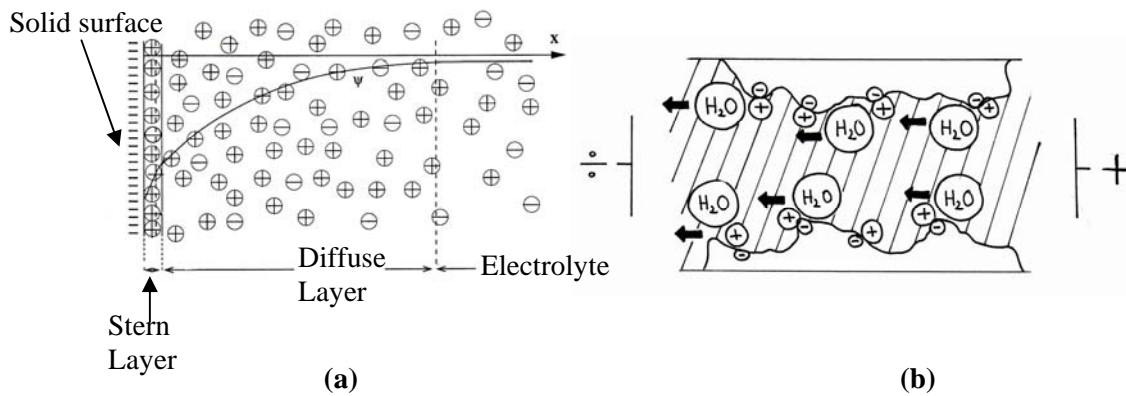 Solid surface
x
ψ
Diffuse
Layer
Electrolyte
Stern
Layer
(a)
H₂O
H₂O
H₂O
÷
+
H₂O
H₂O
H₂O
(b)